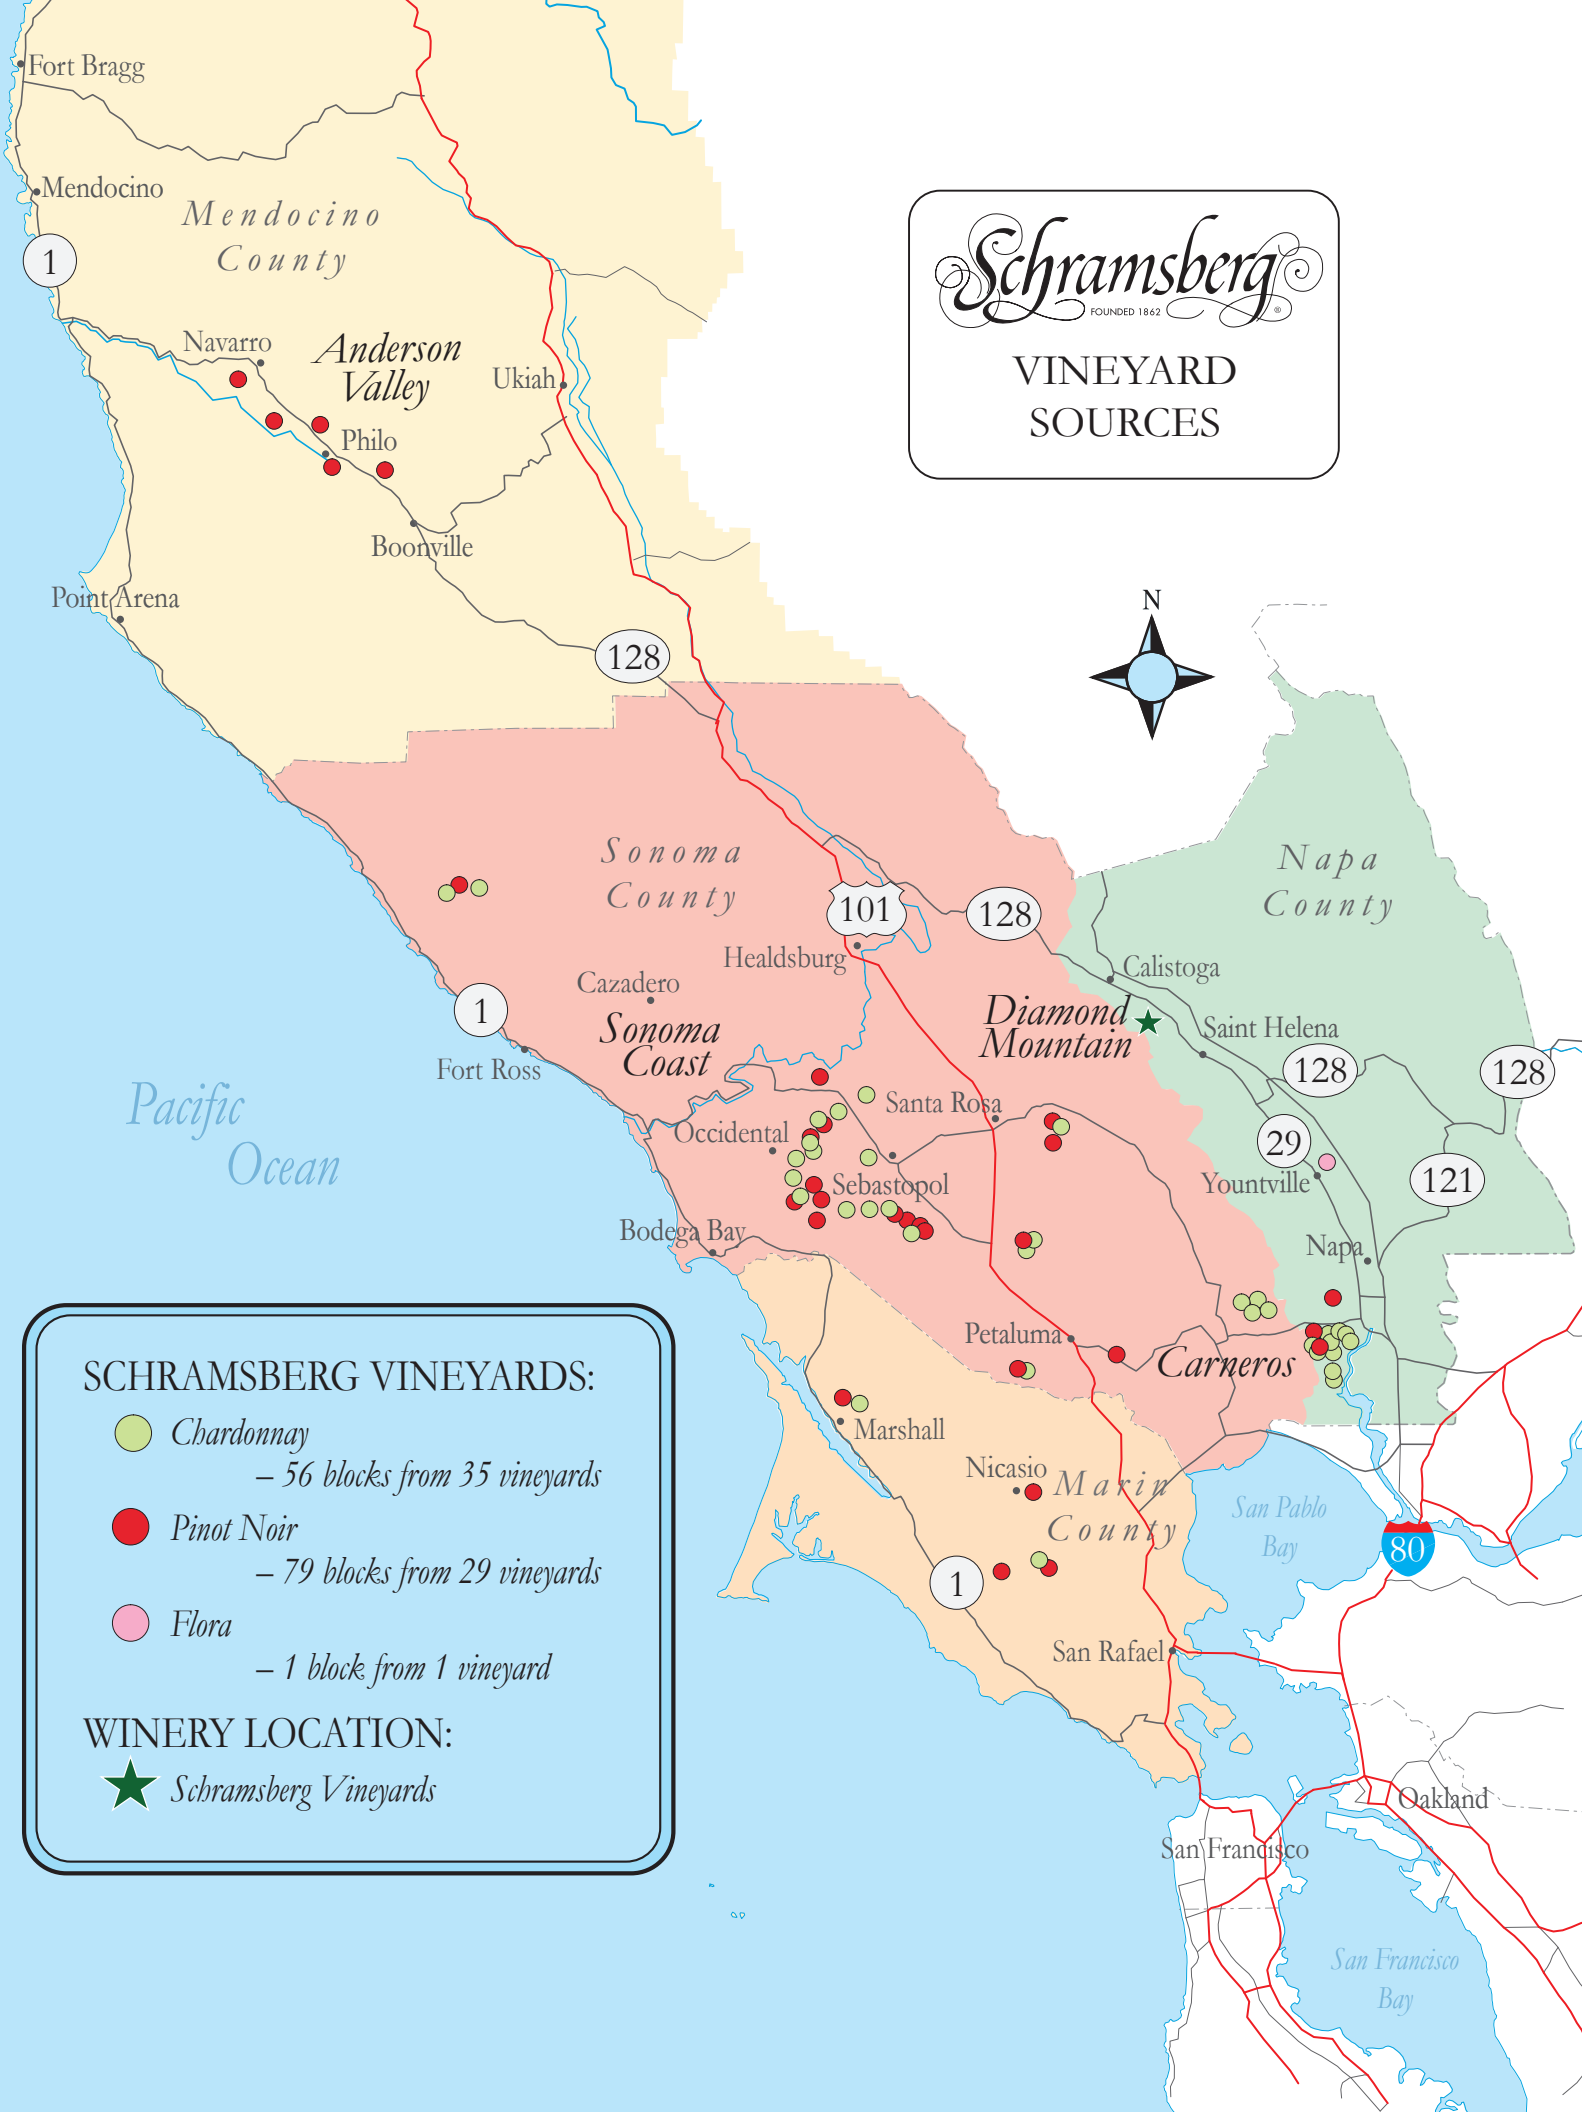 Fort Bragg
Mendocino
Mendocino
County
1
Navarro
Anderson
Valley
Ukiah
Philo
Boonville
Point Arena
128
Schramsberg
FOUNDED 1862
®
VINEYARD
SOURCES
N
Sonoma
County
Napa
County
101
128
Healdsburg
Calistoga
Cazadero
Sonoma
Coast
1
Fort Ross
Diamond
Mountain
Saint Helena
128
128
Pacific
Ocean
Santa Rosa
Occidental
29
Sebastopol
Yountville
121
Bodega Bay
Napa
Petaluma
Carneros
Marshall
Nicasio
Marin
County
San Pablo
Bay
80
1
San Rafael
Oakland
San Francisco
San Francisco
Bay
SCHRAMSBERG VINEYARDS:
Chardonnay
– 56 blocks from 35 vineyards
Pinot Noir
– 79 blocks from 29 vineyards
Flora
– 1 block from 1 vineyard
WINERY LOCATION:
Schramsberg Vineyards